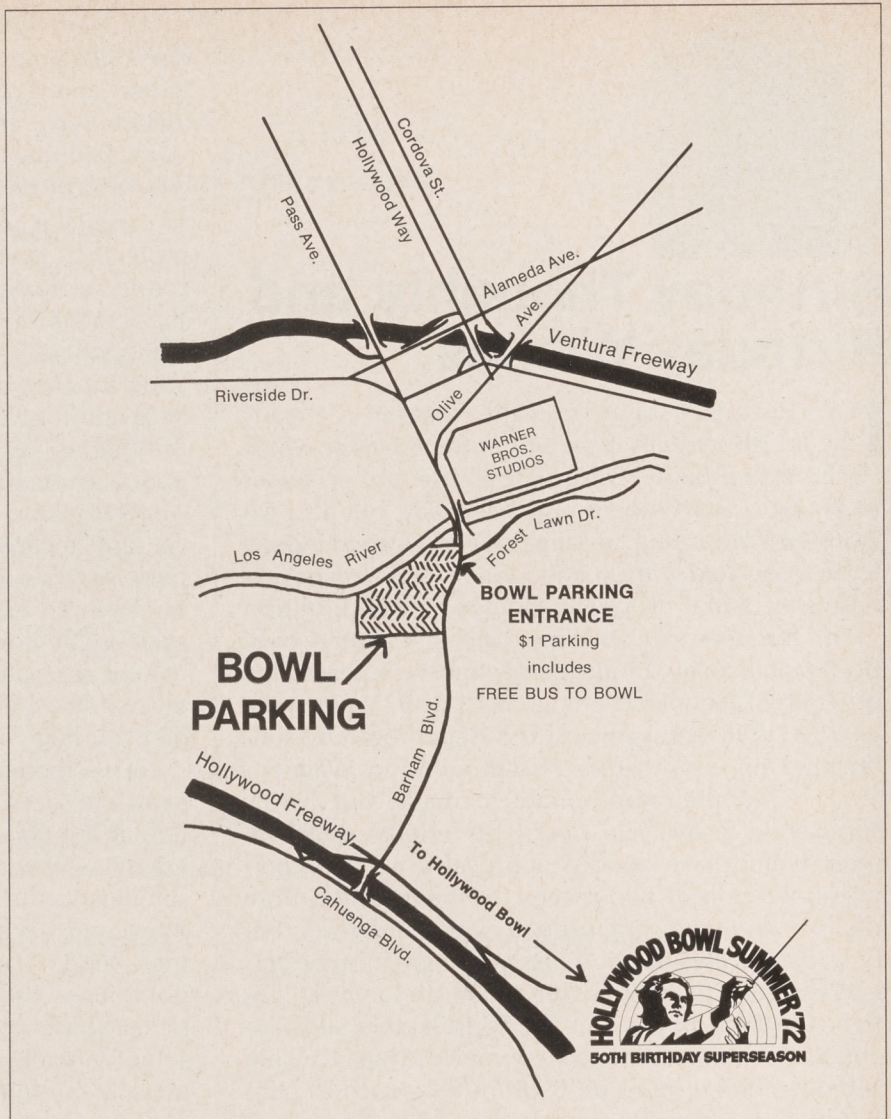 Cordova St.
Hollywood Way
Pass Ave.
Alameda Ave.
Olive Ave.
Ventura Freeway
Riverside Dr.
WARNER
BROS.
STUDIOS
Los Angeles River
Forest Lawn Dr.
BOWL PARKING
ENTRANCE
$1 Parking
includes
FREE BUS TO BOWL
BOWL
PARKING
Barham Blvd.
Hollywood Freeway
To Hollywood Bowl
Cahuenga Blvd.
HOLLYWOOD BOWL SUMMER '72
50TH BIRTHDAY SUPERSEASON